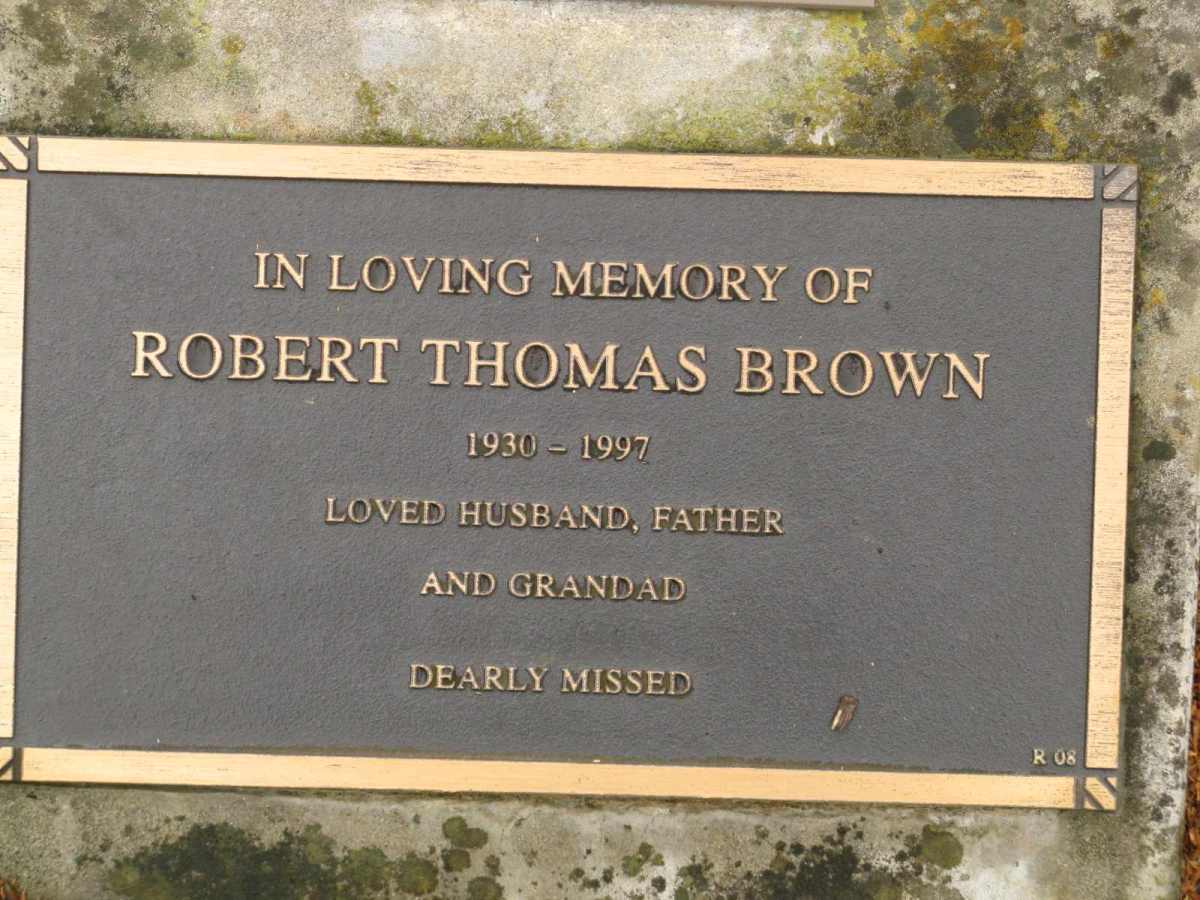 IN LOVING MEMORY OF
ROBERT THOMAS BROWN
1930 – 1997
LOVED HUSBAND, FATHER
AND GRANDAD
DEARLY MISSED
R 08